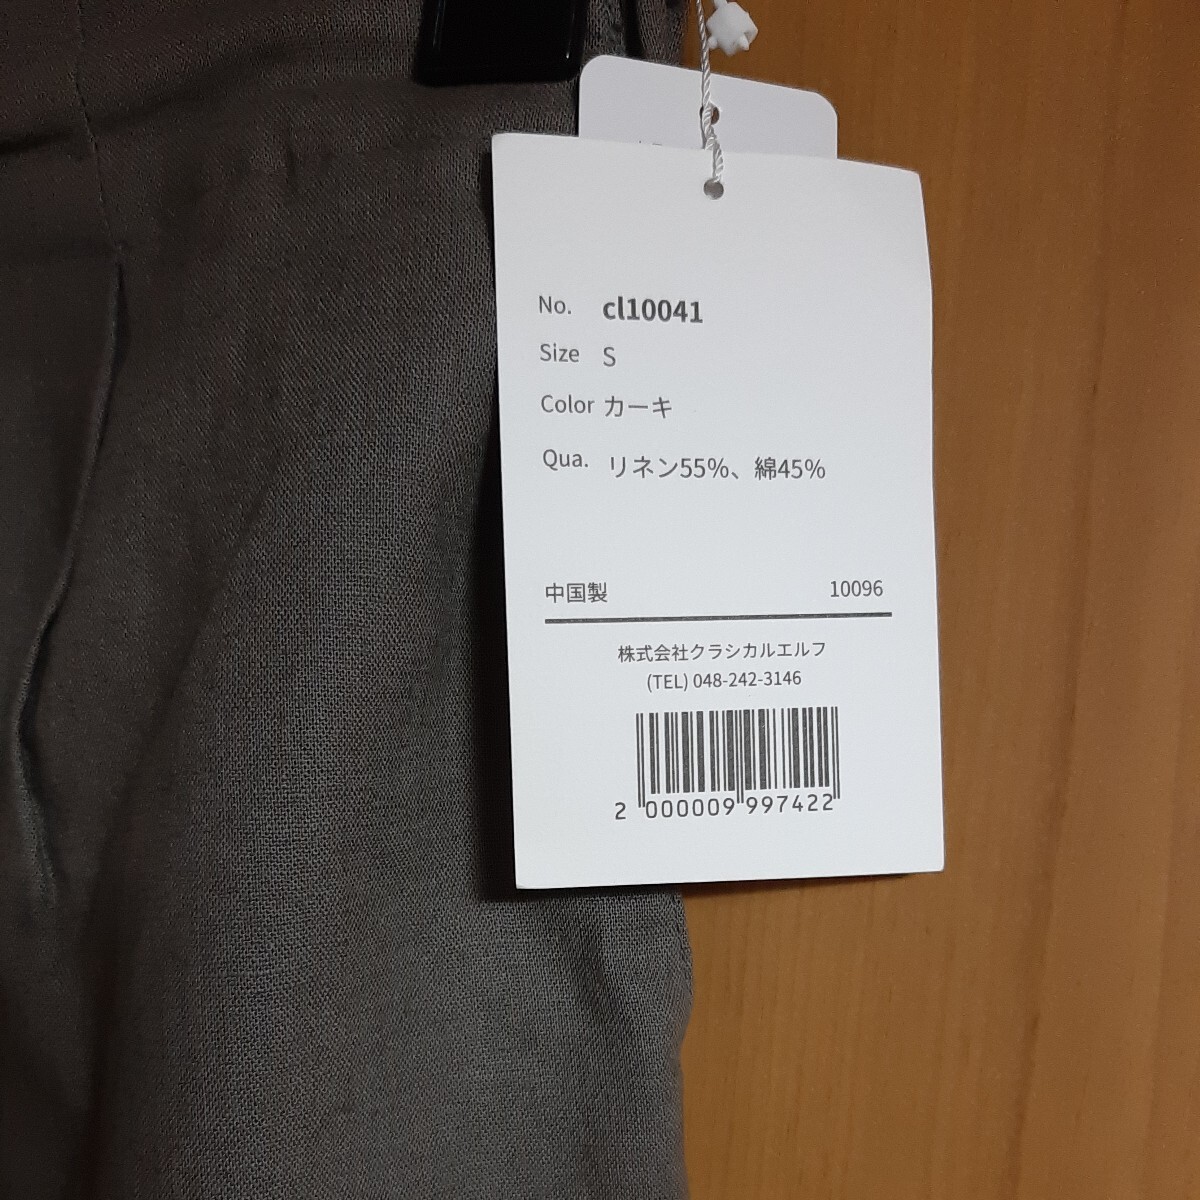 No. cl10041
Size S
Color カーキ
Qua. リネン55%、綿45%
中国製 10096
株式会社クラシカルエルフ
(TEL) 048-242-3146
2 000009 997422